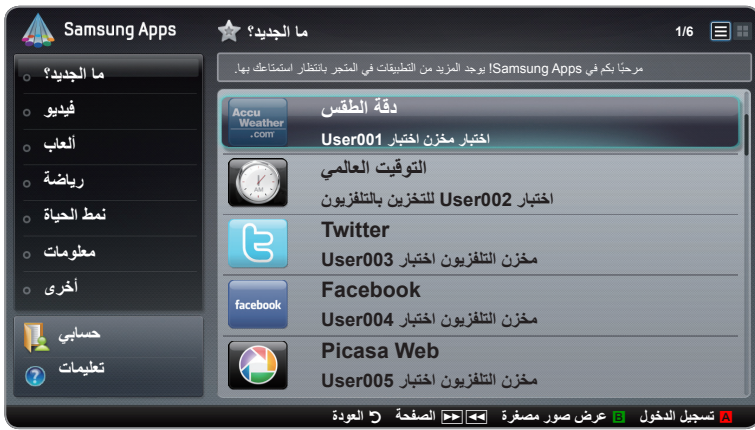 Samsung Apps
ما الجديد؟
1/6
مرحبًا بكم في Samsung Apps! يوجد المزيد من التطبيقات في المتجر بانتظار استمتاعك بها.
ما الجديد؟
فيديو
ألعاب
رياضة
نمط الحياة
معلومات
أخرى
حسابي
تعليمات
Accu
Weather
.com
دقة الطقس
اختبار مخزن اختبار User001
AM
التوقيت العالمي
اختبار User002 للتخزين بالتلفزيون
Twitter
مخزن التلفزيون اختبار User003
facebook
Facebook
مخزن التلفزيون اختبار User004
Picasa Web
مخزن التلفزيون اختبار User005
A تسجيل الدخول B عرض صور مصغرة الصفحة العودة